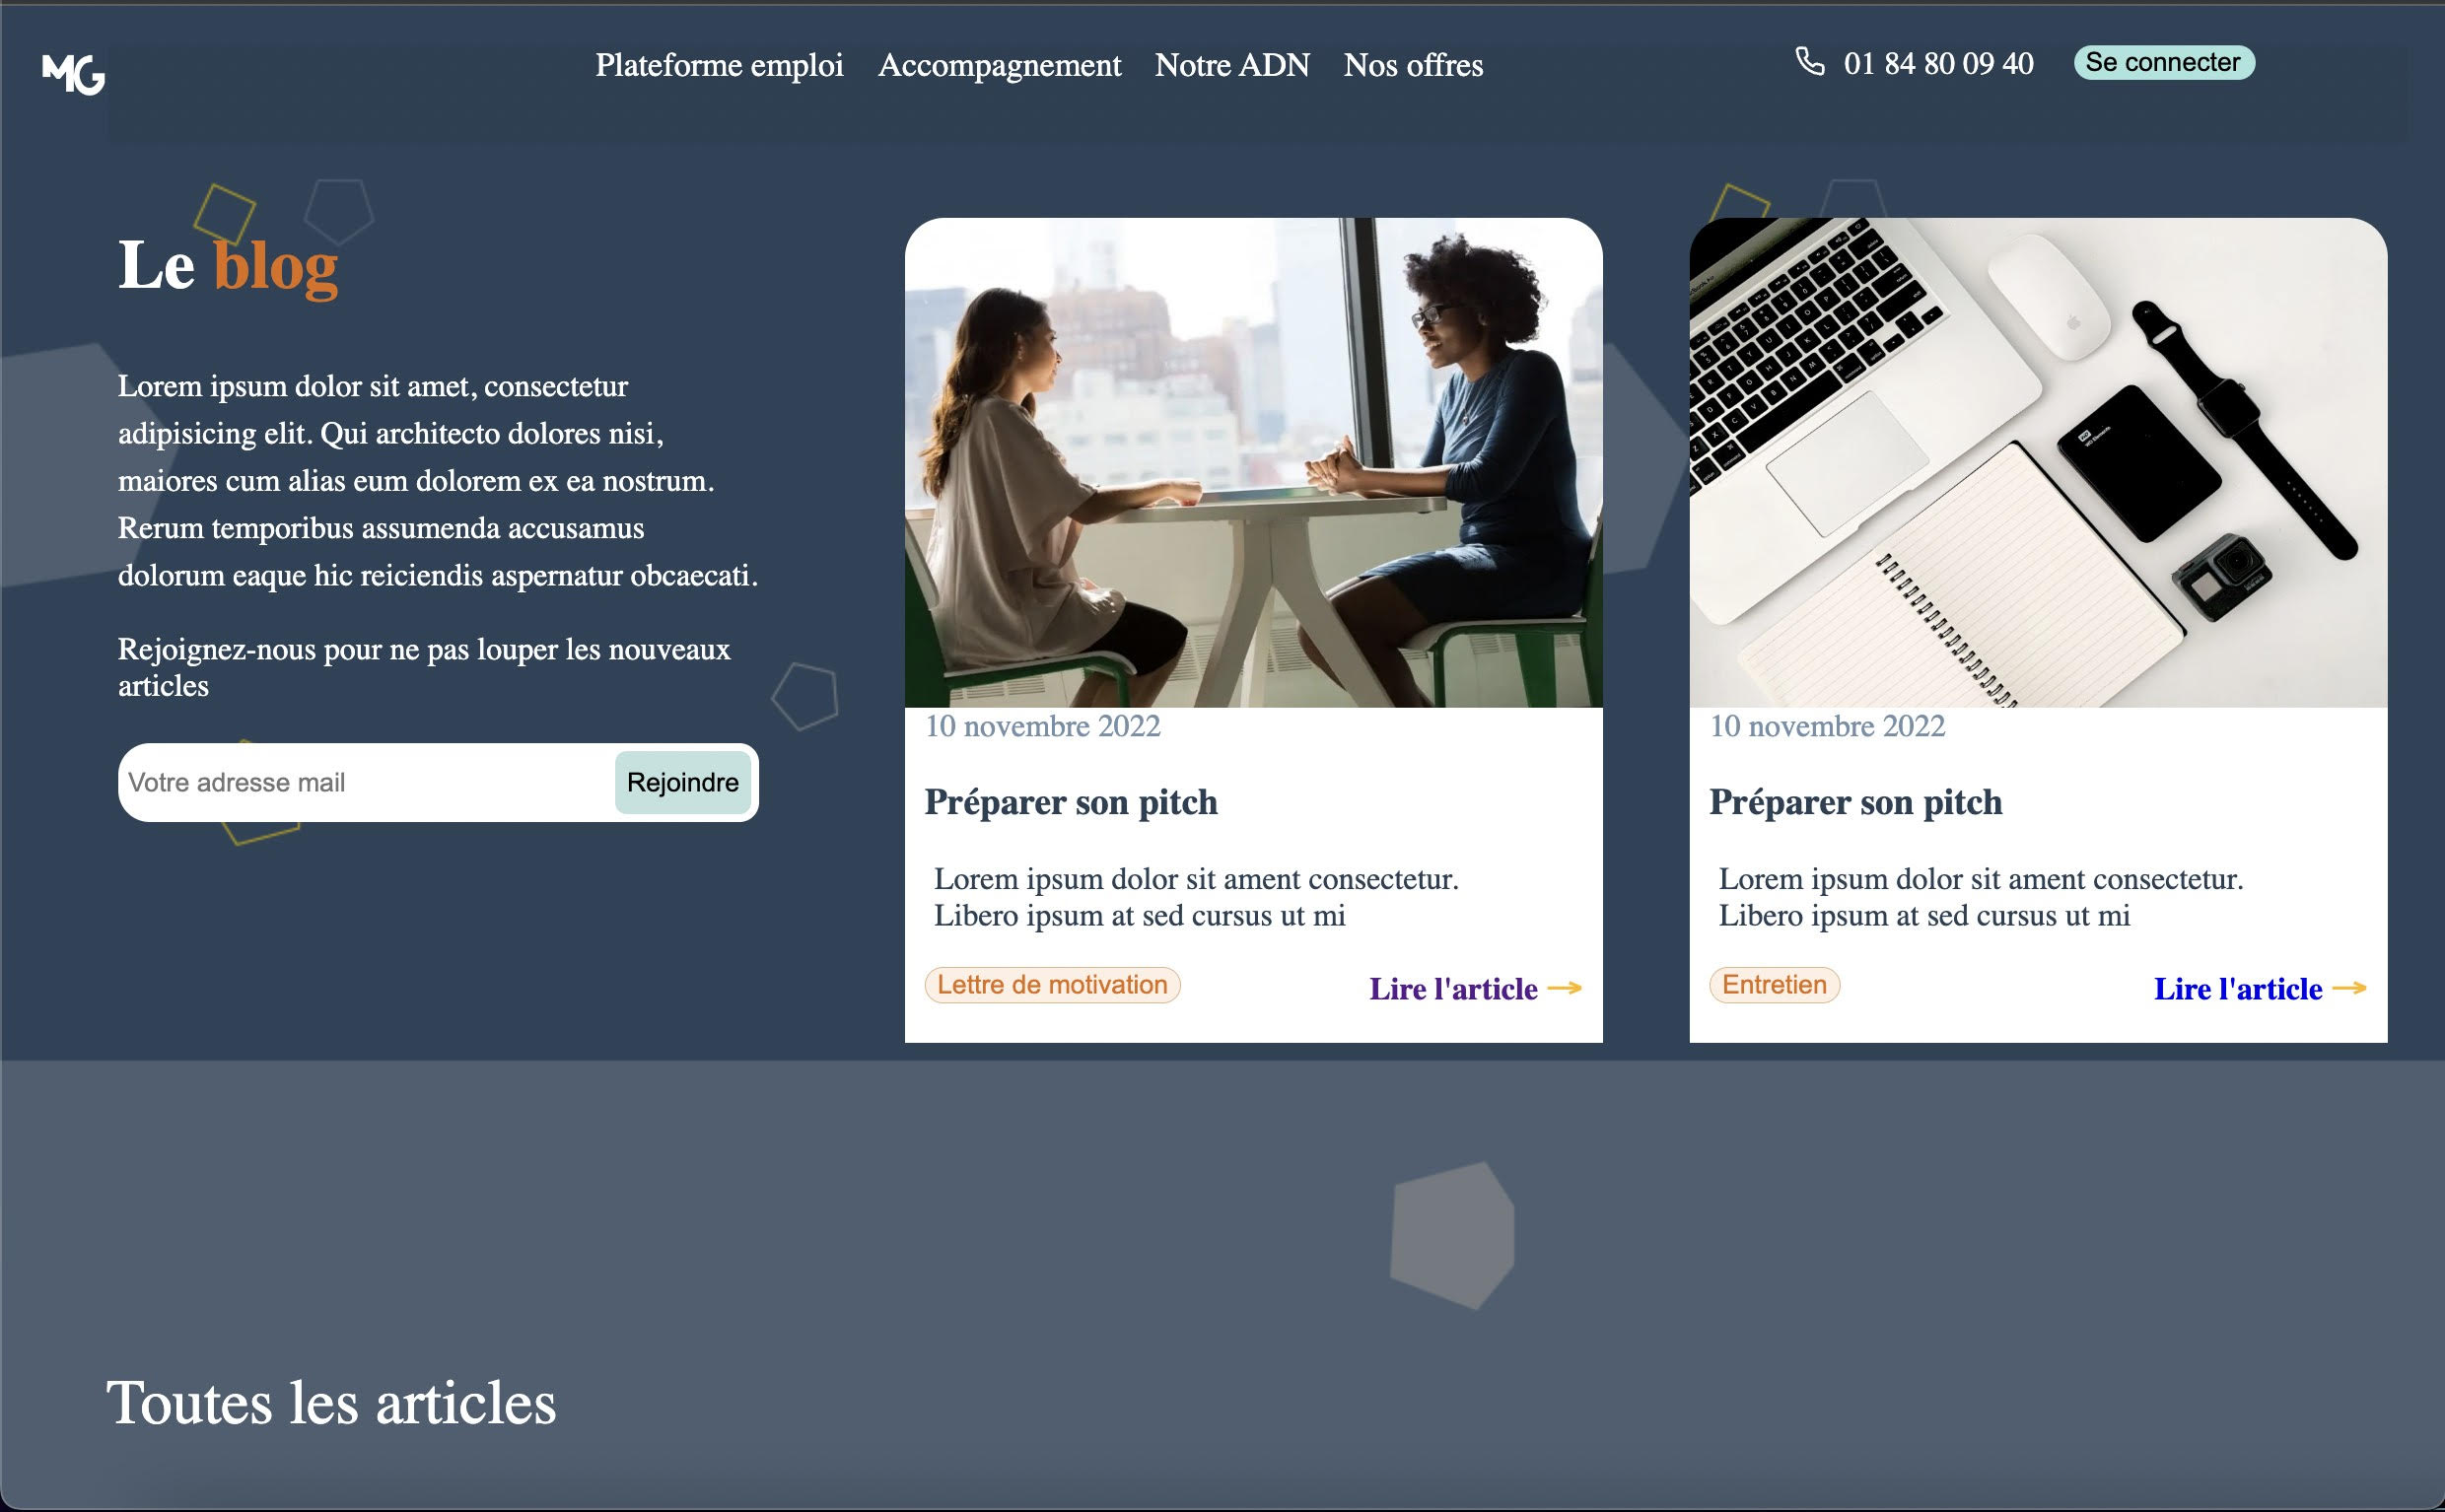 MG
Plateforme emploi Accompagnement Notre ADN Nos offres
01 84 80 09 40
Se connecter
Le blog
Lorem ipsum dolor sit amet, consectetur
adipisicing elit. Qui architecto dolores nisi,
maiores cum alias eum dolorem ex ea nostrum.
Rerum temporibus assumenda accusamus
dolorum eaque hic reiciendis aspernatur obcaecati.
Rejoignez-nous pour ne pas louper les nouveaux
articles
Votre adresse mail
Rejoindre
10 novembre 2022
Préparer son pitch
Lorem ipsum dolor sit ament consectetur.
Libero ipsum at sed cursus ut mi
Lettre de motivation
Lire l'article →
10 novembre 2022
Préparer son pitch
Lorem ipsum dolor sit ament consectetur.
Libero ipsum at sed cursus ut mi
Entretien
Lire l'article →
Toutes les articles